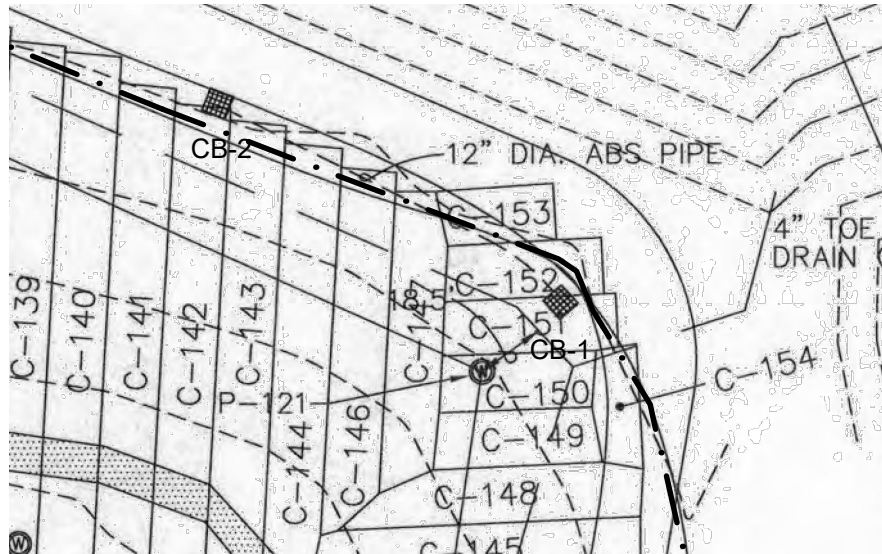 CB-2
12" DIA. ABS PIPE
C-153
4" TOE
DRAIN
C-152
C-139
C-140
C-141
C-142
C-143
C-15
CB-1
C-154
P-121
C-150
C-144
C-146
C-149
C-148
C-145
W
W